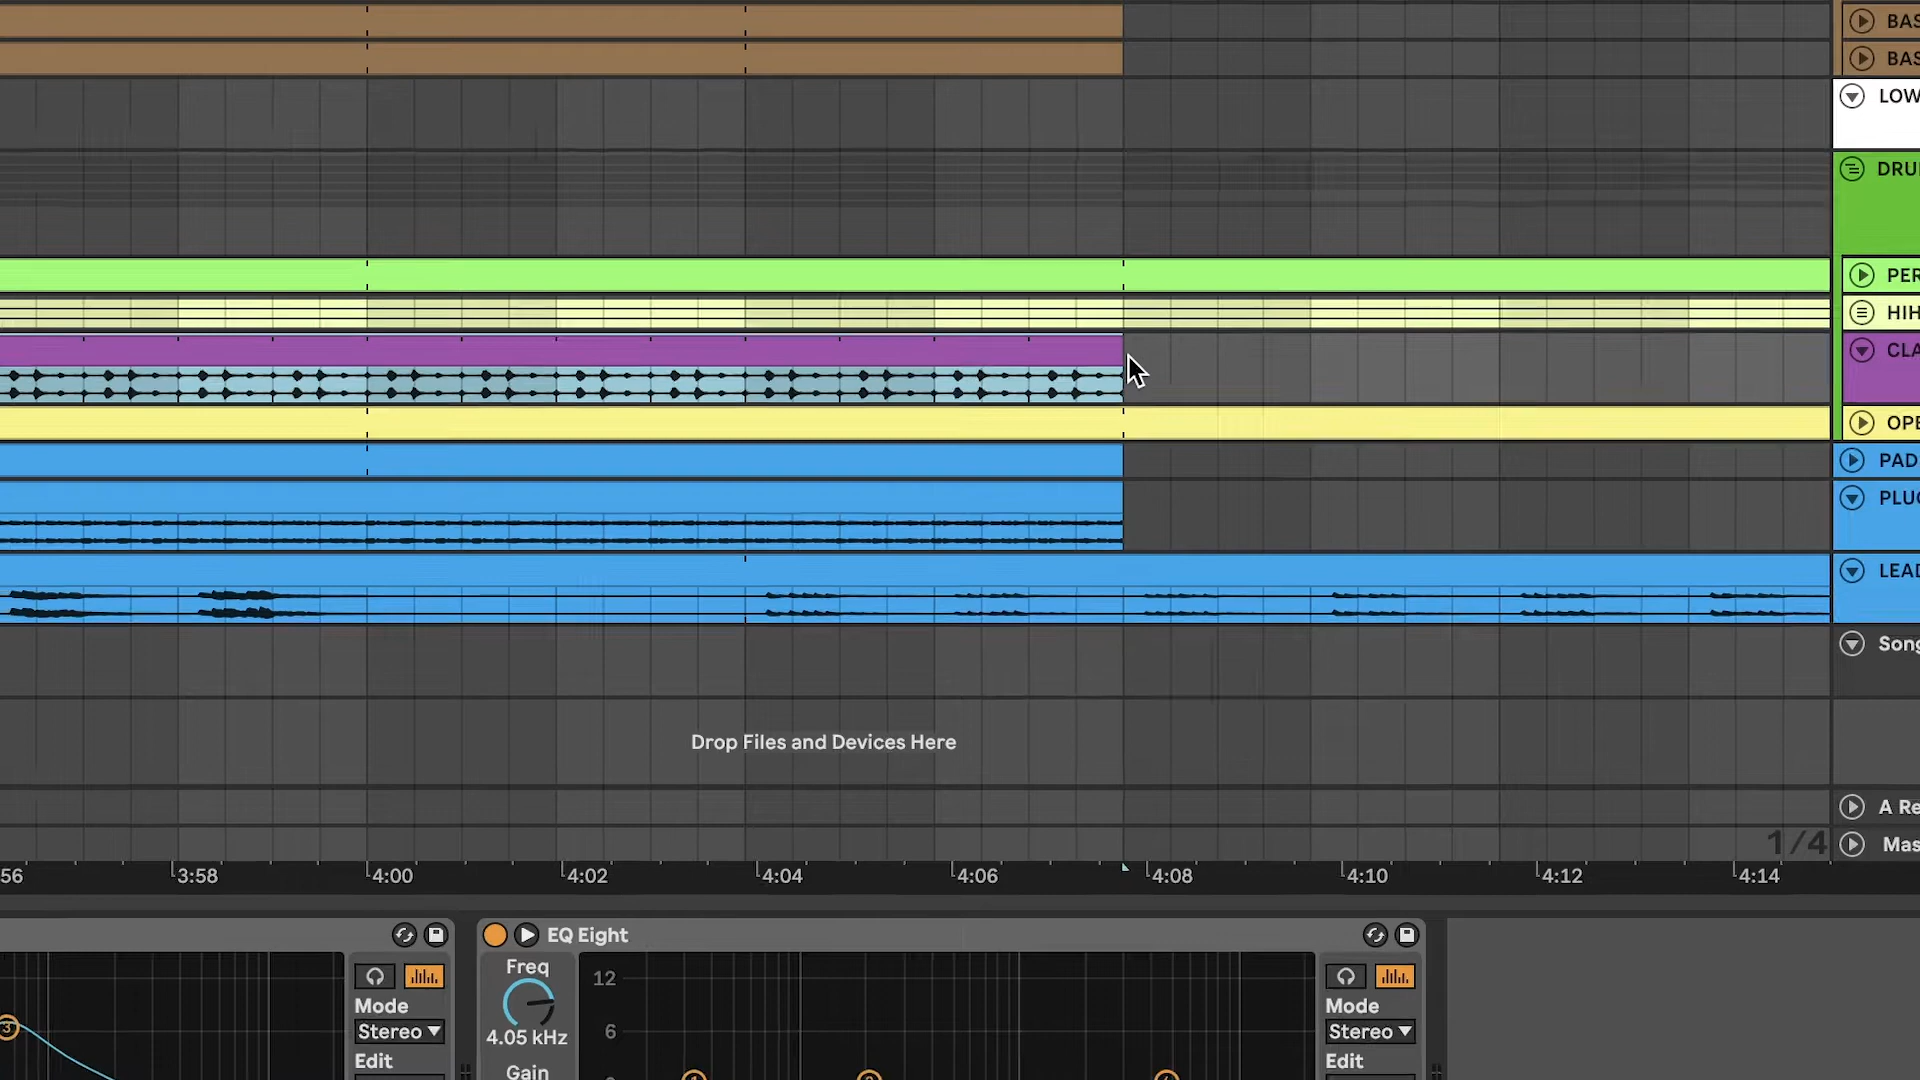 BAS
BAS
LOW
DRU
PER
HIH
CLA
OPE
PAD
PLU
LEAD
Song
Drop Files and Devices Here
A Re
1/4
Mas
56
3:58
4:00
4:02
4:04
4:06
4:08
4:10
4:12
4:14
EQ Eight
Freq
4.05 kHz
Gain
12
6
3
Mode
Stereo
Edit
Mode
Stereo
Edit